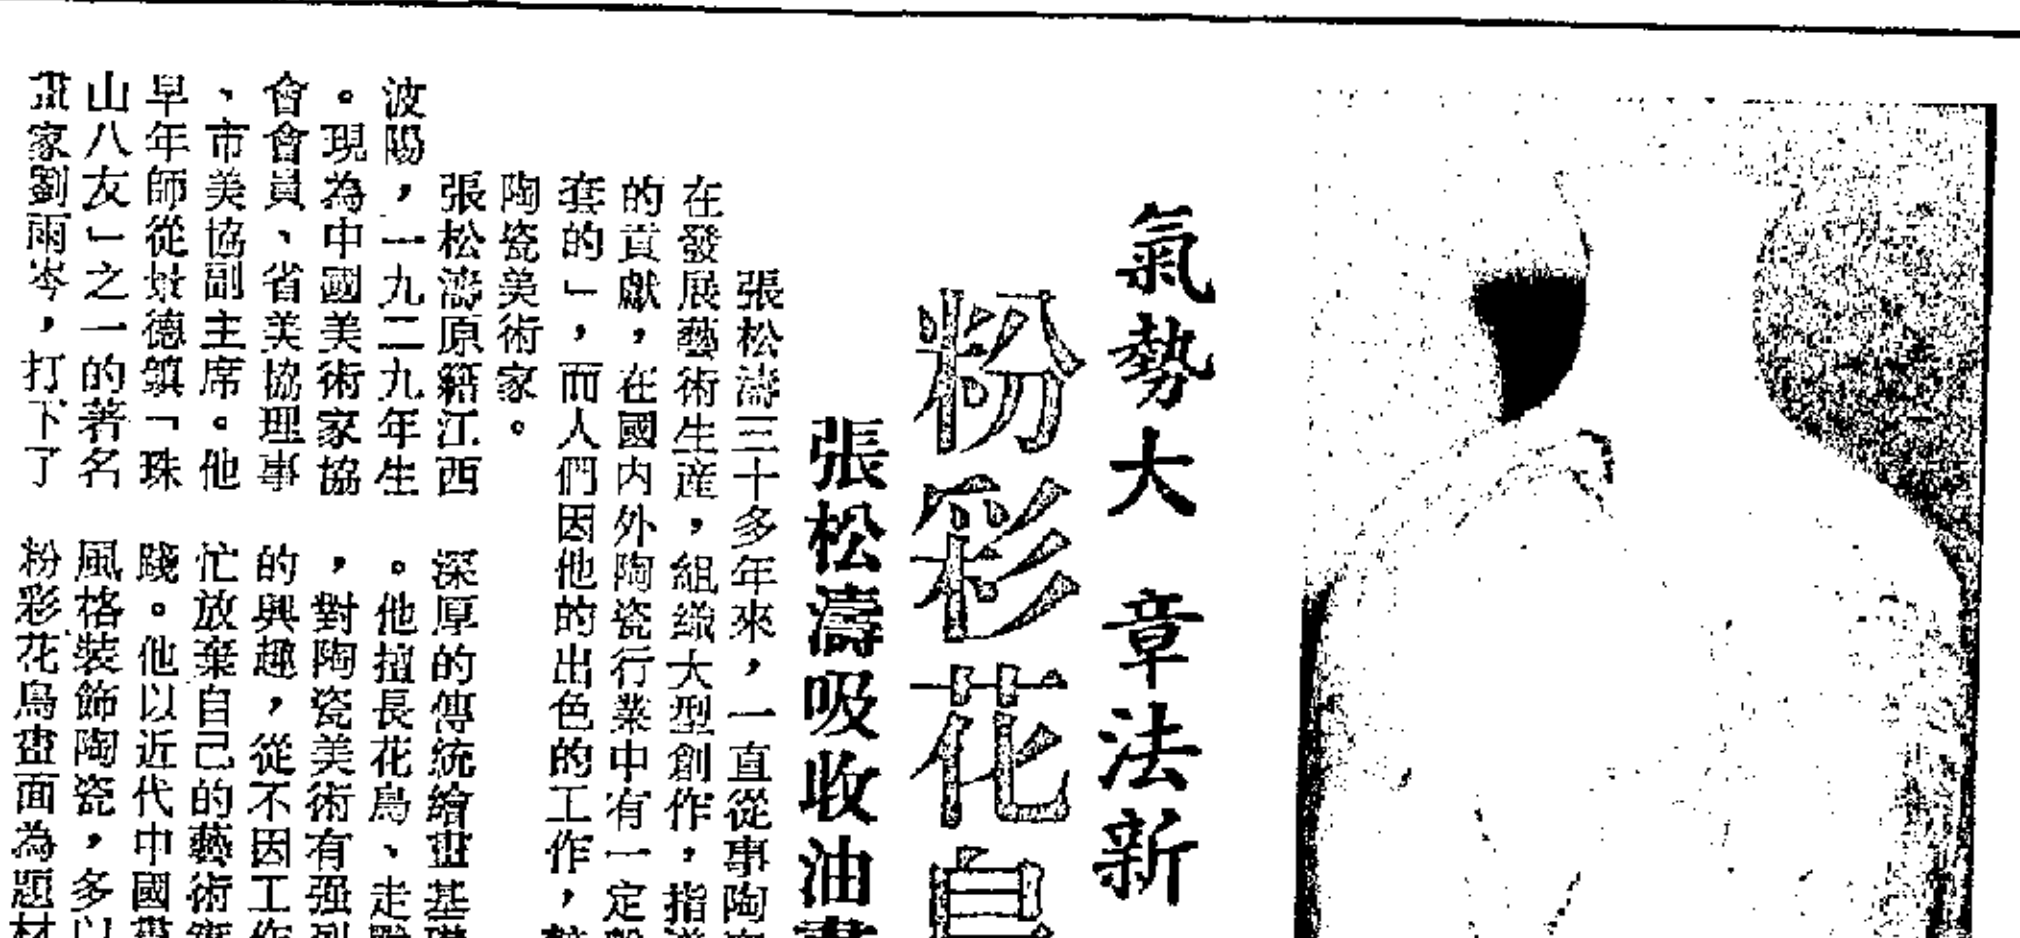 氣勢大 章法新
粉彩花
張松濤吸收油
張松濤三十多年來，一直從事陶
在發展藝術生産，組織大型創作，指
的貢獻，在國内外陶瓷行業中有一定
套的」，而人們因他的出色的工作，
陶瓷美術家。
張松濤原籍江西
波陽，一九二九年生
。現為中國美術家協
會會員、省美協理事
、市美協副主席。他
早年師從景德鎮「珠
山八友」之一的著名
畫家劉雨岑，打下了
深厚的傳統繪畫基
。他擅長花鳥、走
，對陶瓷美術有强烈
的興趣，從不因工作
忙放棄自己的藝術
踐。他以近代中國
風格裝飾陶瓷，多以
粉彩花鳥畫面為題材